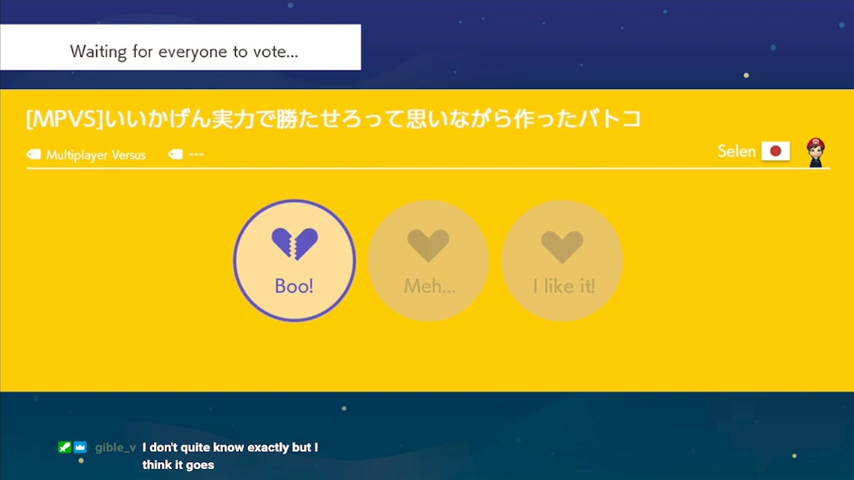 Waiting for everyone to vote...
[MPVS]いいかげん実力で勝たせろって思いながら作ったバトコ
Multiplayer Versus
---
Selen
Boo!
Meh...
I like it!
gible_v I don't quite know exactly but I
think it goes